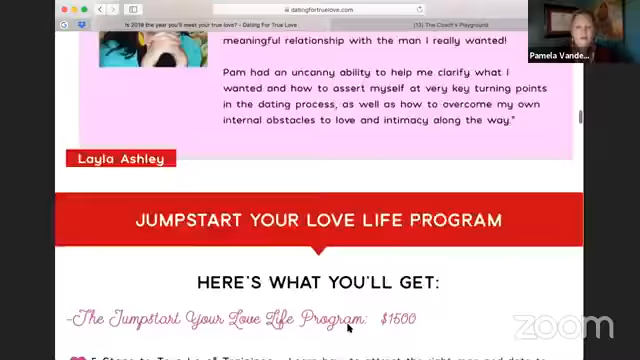 datingfortruelove.com
Is 2019 the year you'll meet your true love? - Dating For True Love
(13) The Coach's Playground
Pamela Vande...
meaningful relationship with the man I really wanted!
Pam had an uncanny ability to help me clarify what I
wanted and how to assert myself at very key turning points
in the dating process, as well as how to overcome my own
internal obstacles to love and intimacy along the way."
Layla Ashley
JUMPSTART YOUR LOVE LIFE PROGRAM
HERE'S WHAT YOU'LL GET:
-The Jumpstart Your Love Life Program: $1500
zoom